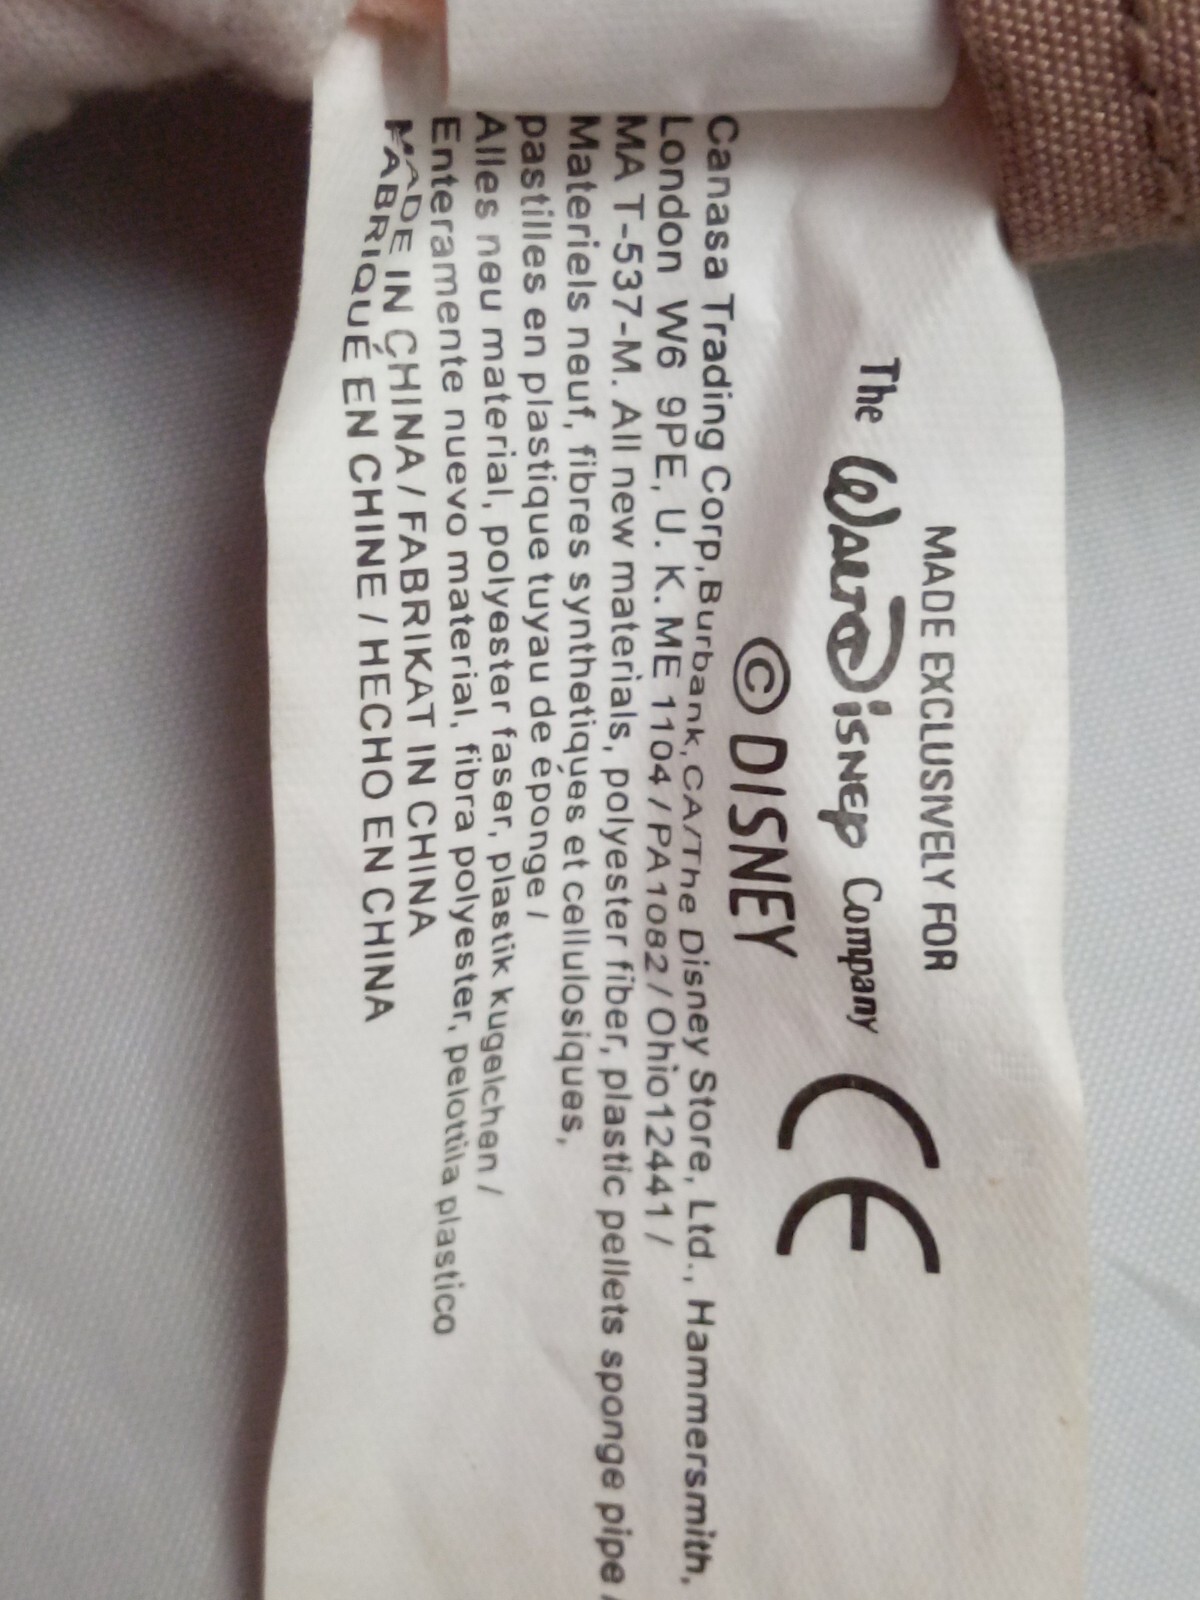 MADE EXCLUSIVELY FOR
The WALT DISNEY Company CE
© DISNEY
Canasa Trading Corp, Burbank, CA/The Disney Store, Ltd., Hammersmith,
London W6 9PE, U. K. ME 1104 / PA1082 / Ohio12441 /
MA T-537-M. All new materials, polyester fiber, plastic pellets sponge pipe /
Materiels neuf, fibres synthetiques et cellulosiques,
pastilles en plastique tuyau de éponge /
Alles neu material, polyester faser, plastik kugelchen /
Enteramente nuevo material, fibra polyester, pelottila plastico
MADE IN CHINA / FABRIKAT IN CHINA
FABRIQUÉ EN CHINE / HECHO EN CHINA